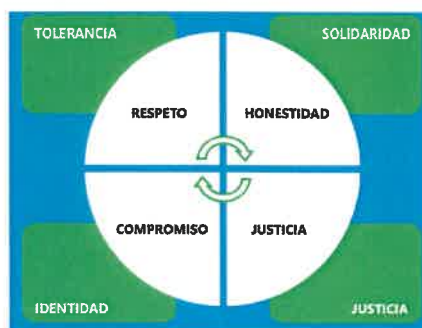 TOLERANCIA
SOLIDARIDAD
RESPETO
HONESTIDAD
COMPROMISO
JUSTICIA
IDENTIDAD
JUSTICIA